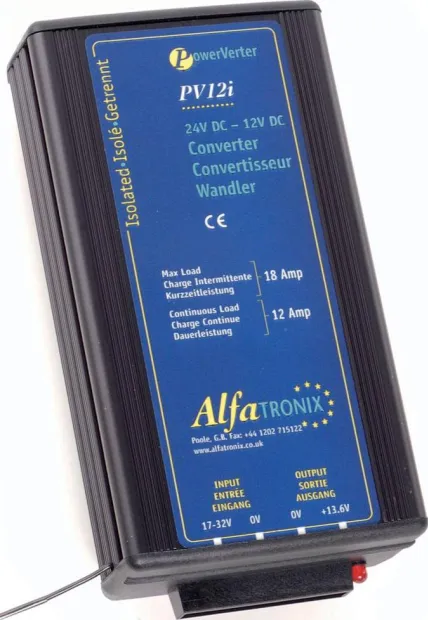 PowerVerter
PV12i
Isolated•Isolé•Getrennt
24V DC – 12V DC
Converter
Convertisseur
Wandler
CE
Max Load
Charge Intermittente
Kurzzeitleistung
18 Amp
Continuous Load
Charge Continue
Dauerleistung
12 Amp
AlfaTRONIX
Poole, G.B. Fax: +44 1202 715122
www.alfatronix.co.uk
INPUT
ENTRÉE
EINGANG
OUTPUT
SORTIE
AUSGANG
17-32V 0V 0V +13.6V